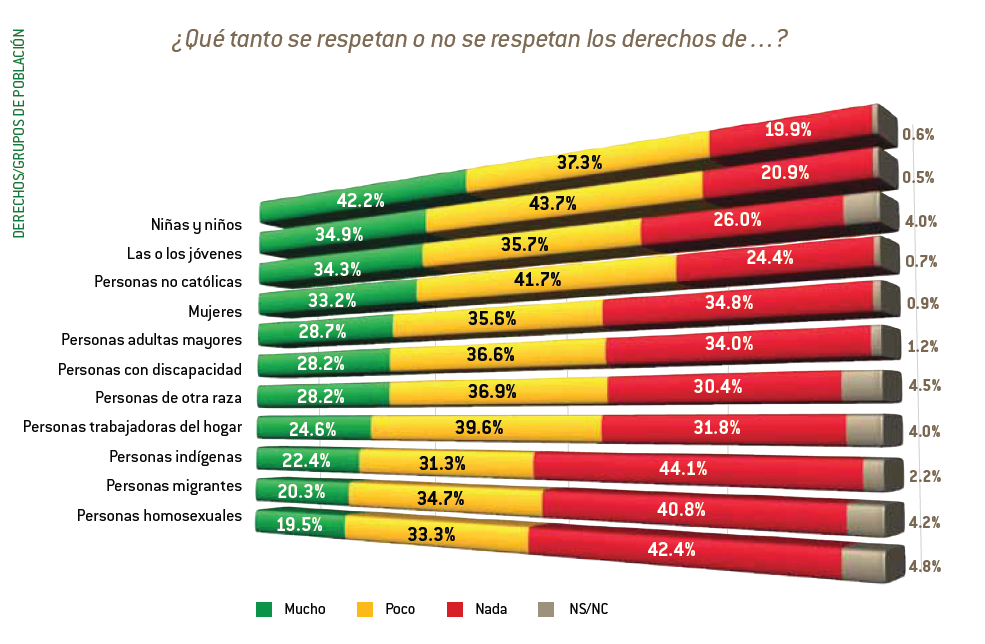 ¿Qué tanto se respetan o no se respetan los derechos de...?
DERECHOS/GRUPOS DE POBLACIÓN
Niñas y niños 42.2% 37.3% 19.9% 0.6%
Las o los jóvenes 34.9% 43.7% 20.9% 0.5%
Personas no católicas 34.3% 35.7% 26.0% 4.0%
Mujeres 33.2% 41.7% 24.4% 0.7%
Personas adultas mayores 28.7% 35.6% 34.8% 0.9%
Personas con discapacidad 28.2% 36.6% 34.0% 1.2%
Personas de otra raza 28.2% 36.9% 30.4% 4.5%
Personas trabajadoras del hogar 24.6% 39.6% 31.8% 4.0%
Personas indígenas 22.4% 31.3% 44.1% 2.2%
Personas migrantes 20.3% 34.7% 40.8% 4.2%
Personas homosexuales 19.5% 33.3% 42.4% 4.8%
Mucho Poco Nada NS/NC